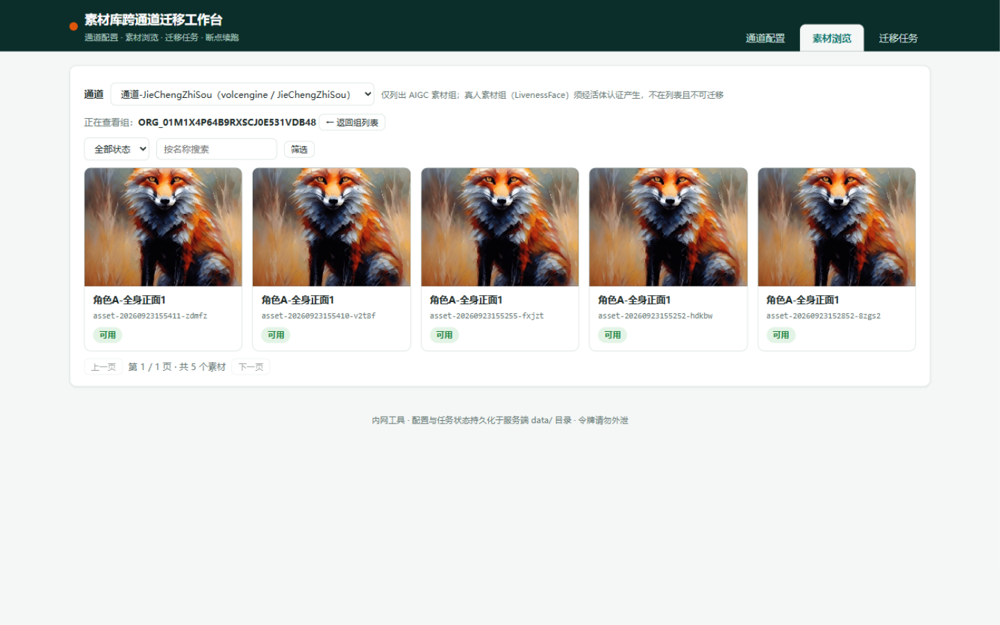 素材库跨通道迁移工作台
通道配置 · 素材浏览 · 迁移任务 · 断点续跑
通道配置
素材浏览
迁移任务
通道 通道-JieChengZhiSou（volcengine / JieChengZhiSou） 仅列出 AIGC 素材组；真人素材组（LivenessFace）须经活体认证产生，不在列表且不可迁移
正在查看组：ORG_01M1X4P64B9RXSCJ0E531VDB48 ← 返回组列表
全部状态 按名称搜索 筛选
角色A-全身正面1
asset-20260923155411-zdmfz
可用
角色A-全身正面1
asset-20260923155410-v2t8f
可用
角色A-全身正面1
asset-20260923155255-fxjzt
可用
角色A-全身正面1
asset-20260923155252-hdkbw
可用
角色A-全身正面1
asset-20260923152852-8zgs2
可用
上一页 第 1 / 1 页 · 共 5 个素材 下一页
内网工具 · 配置与任务状态持久化于服务端 data/ 目录 · 令牌请勿外泄